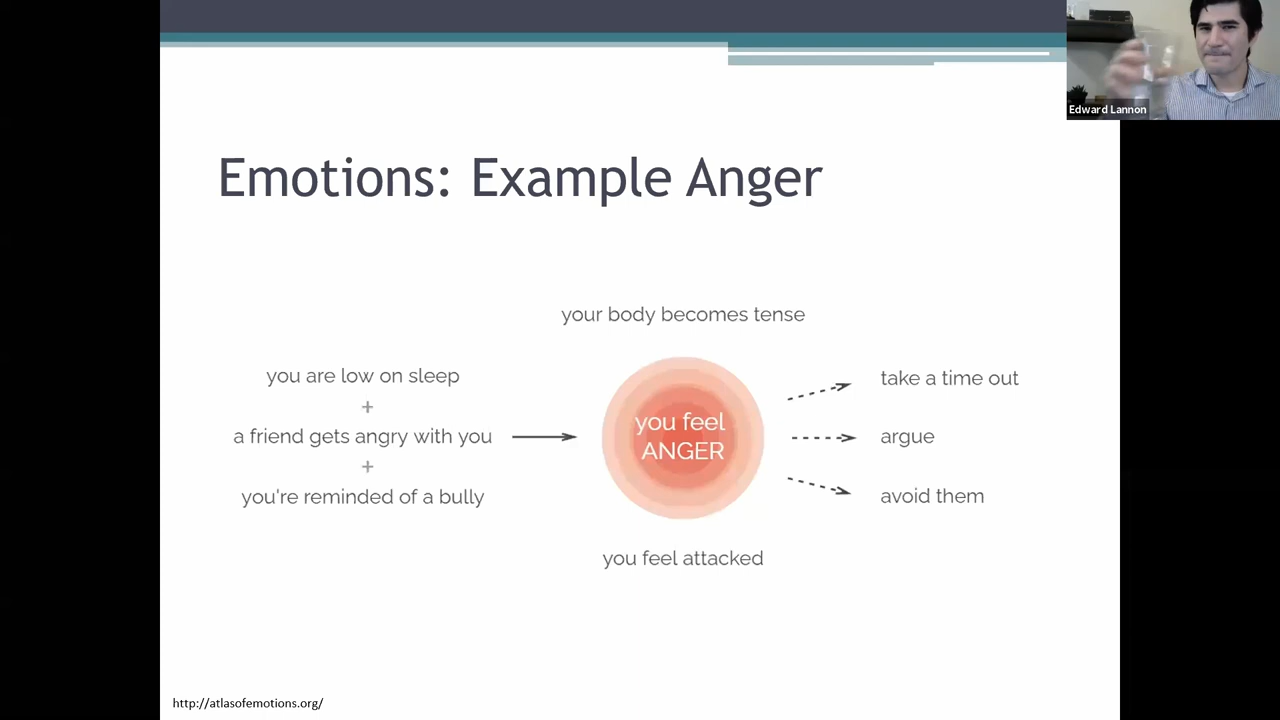 Edward Lannon
Emotions: Example Anger
your body becomes tense
you are low on sleep
+
a friend gets angry with you
+
you're reminded of a bully
you feel
ANGER
take a time out
argue
avoid them
you feel attacked
http://atlasofemotions.org/